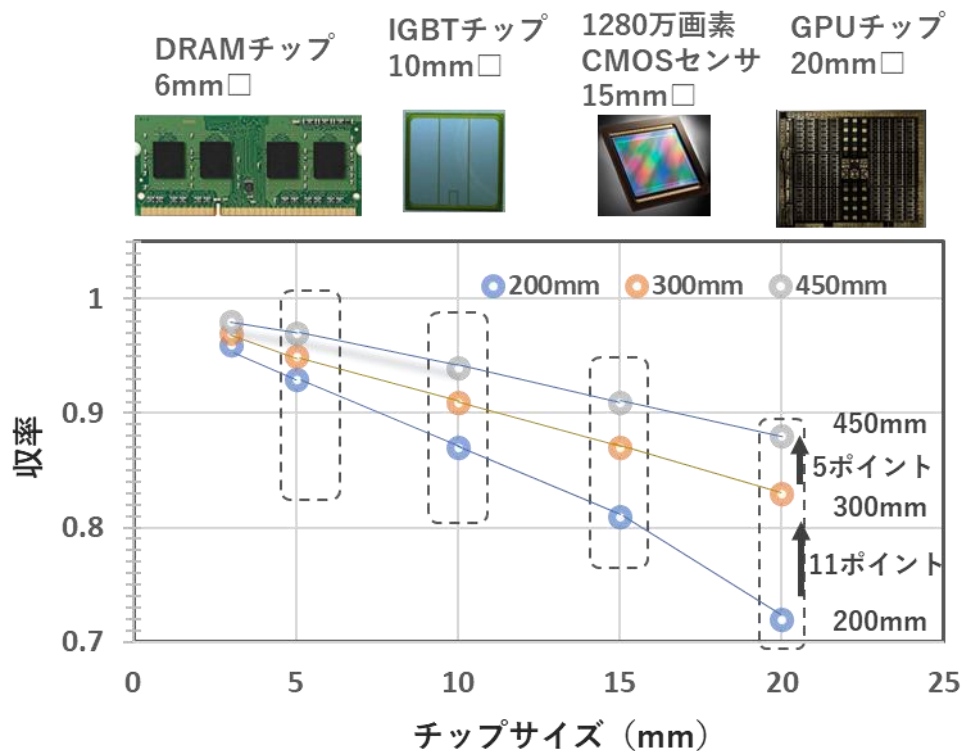 DRAMチップ
6mm□
IGBTチップ
10mm□
1280万画素
CMOSセンサ
15mm□
GPUチップ
20mm□
200mm
300mm
450mm
1
0.9
0.8
0.7
収率
450mm
5ポイント
300mm
11ポイント
200mm
0
5
10
15
20
25
チップサイズ（mm）